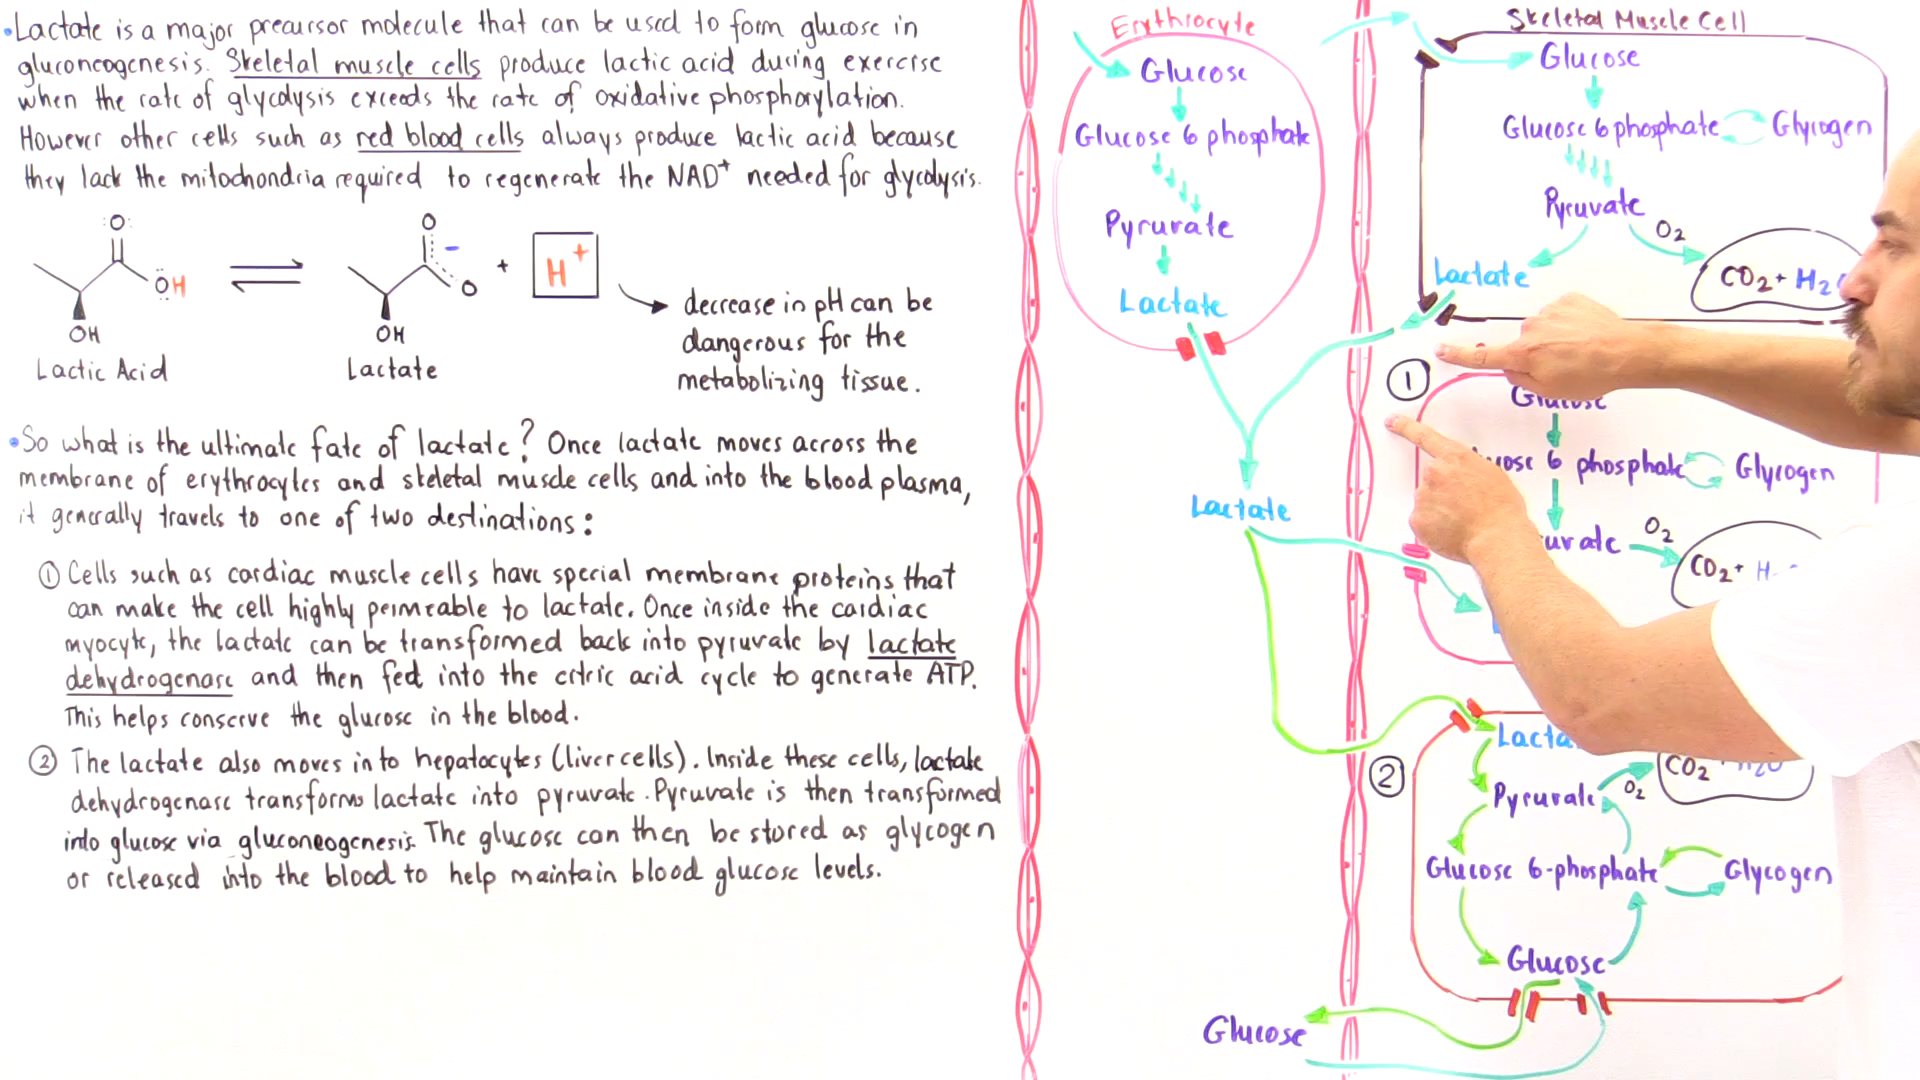 •Lactate is a major precursor molecule that can be used to form glucose in
gluconeogenesis. Skeletal muscle cells produce lactic acid during exercise
when the rate of glycolysis exceeds the rate of oxidative phosphorylation.
However other cells such as red blood cells always produce lactic acid because
they lack the mitochondria required to regenerate the NAD⁺ needed for glycolysis.
O
OH
OH
Lactic Acid
O
-
O
OH
Lactate
+
H⁺
decrease in pH can be
dangerous for the
metabolizing tissue.
•So what is the ultimate fate of lactate? Once lactate moves across the
membrane of erythrocytes and skeletal muscle cells and into the blood plasma,
it generally travels to one of two destinations:
① Cells such as cardiac muscle cells have special membrane proteins that
can make the cell highly permeable to lactate. Once inside the cardiac
myocyte, the lactate can be transformed back into pyruvate by lactate
dehydrogenase and then fed into the citric acid cycle to generate ATP.
This helps conserve the glucose in the blood.
② The lactate also moves into hepatocytes (liver cells). Inside these cells, lactate
dehydrogenase transforms lactate into pyruvate. Pyruvate is then transformed
into glucose via gluconeogenesis. The glucose can then be stored as glycogen
or released into the blood to help maintain blood glucose levels.
Erythrocyte
Glucose
Glucose 6 phosphate
Pyruvate
Lactate
Lactate
Skeletal Muscle Cell
Glucose
Glucose 6 phosphate
Glycogen
Pyruvate
O₂
Lactate
CO₂ + H₂
①
Glucose
6 phosphate
Glycogen
O₂
CO₂ + H
②
Pyruvate
O₂
CO₂ + H₂O
Glucose 6-phosphate
Glycogen
Glucose
Glucose